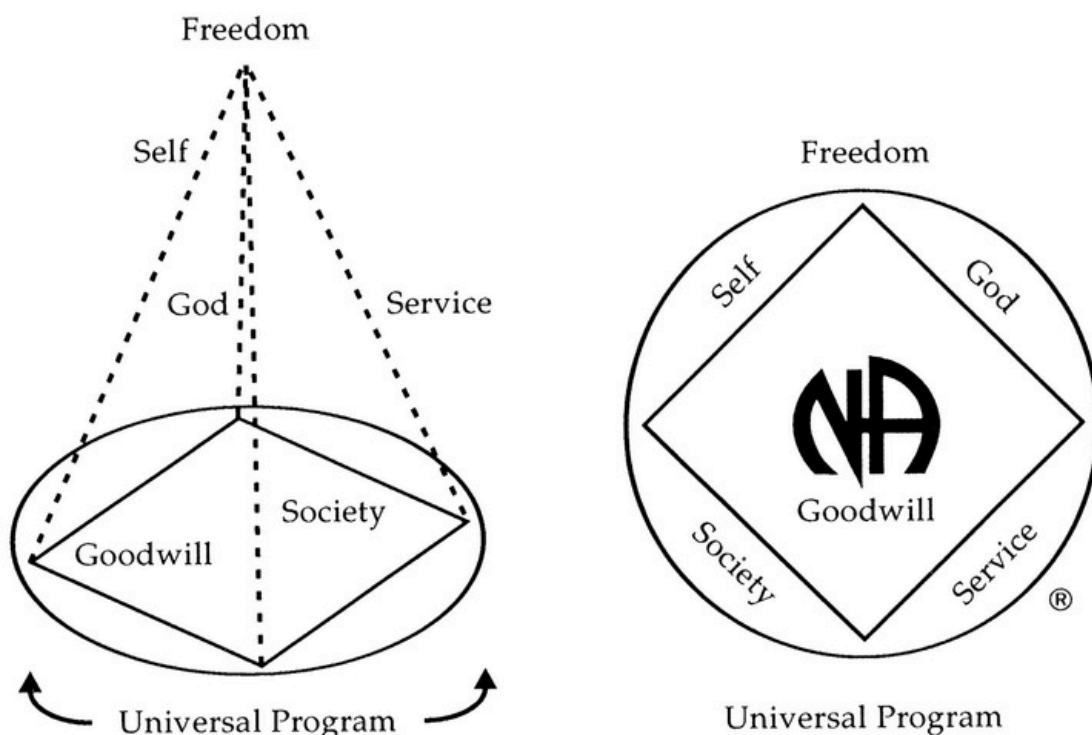 Freedom
Self
God
Service
Society
Goodwill
Universal Program
Freedom
Self
God
NA
Goodwill
Society
Service
®
Universal Program